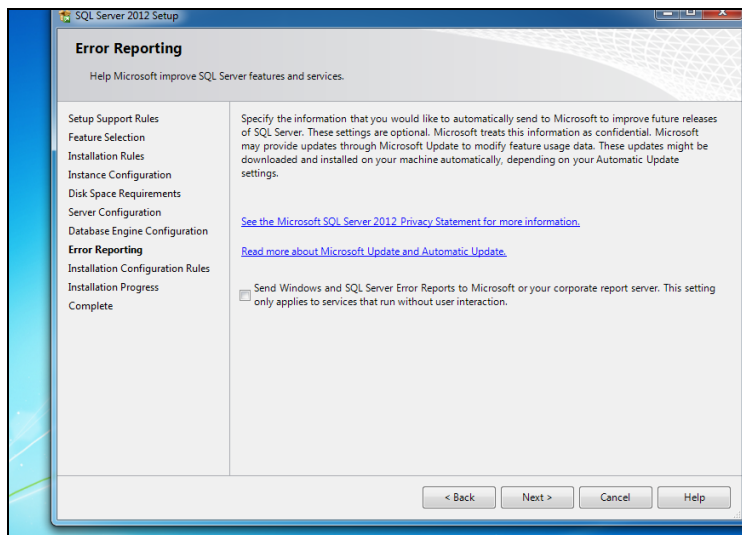 SQL Server 2012 Setup
Error Reporting
Help Microsoft improve SQL Server features and services.
Setup Support Rules
Feature Selection
Installation Rules
Instance Configuration
Disk Space Requirements
Server Configuration
Database Engine Configuration
Error Reporting
Installation Configuration Rules
Installation Progress
Complete
Specify the information that you would like to automatically send to Microsoft to improve future releases
of SQL Server. These settings are optional. Microsoft treats this information as confidential. Microsoft
may provide updates through Microsoft Update to modify feature usage data. These updates might be
downloaded and installed on your machine automatically, depending on your Automatic Update
settings.
See the Microsoft SQL Server 2012 Privacy Statement for more information.
Read more about Microsoft Update and Automatic Update.
Send Windows and SQL Server Error Reports to Microsoft or your corporate report server. This setting
only applies to services that run without user interaction.
< Back
Next >
Cancel
Help